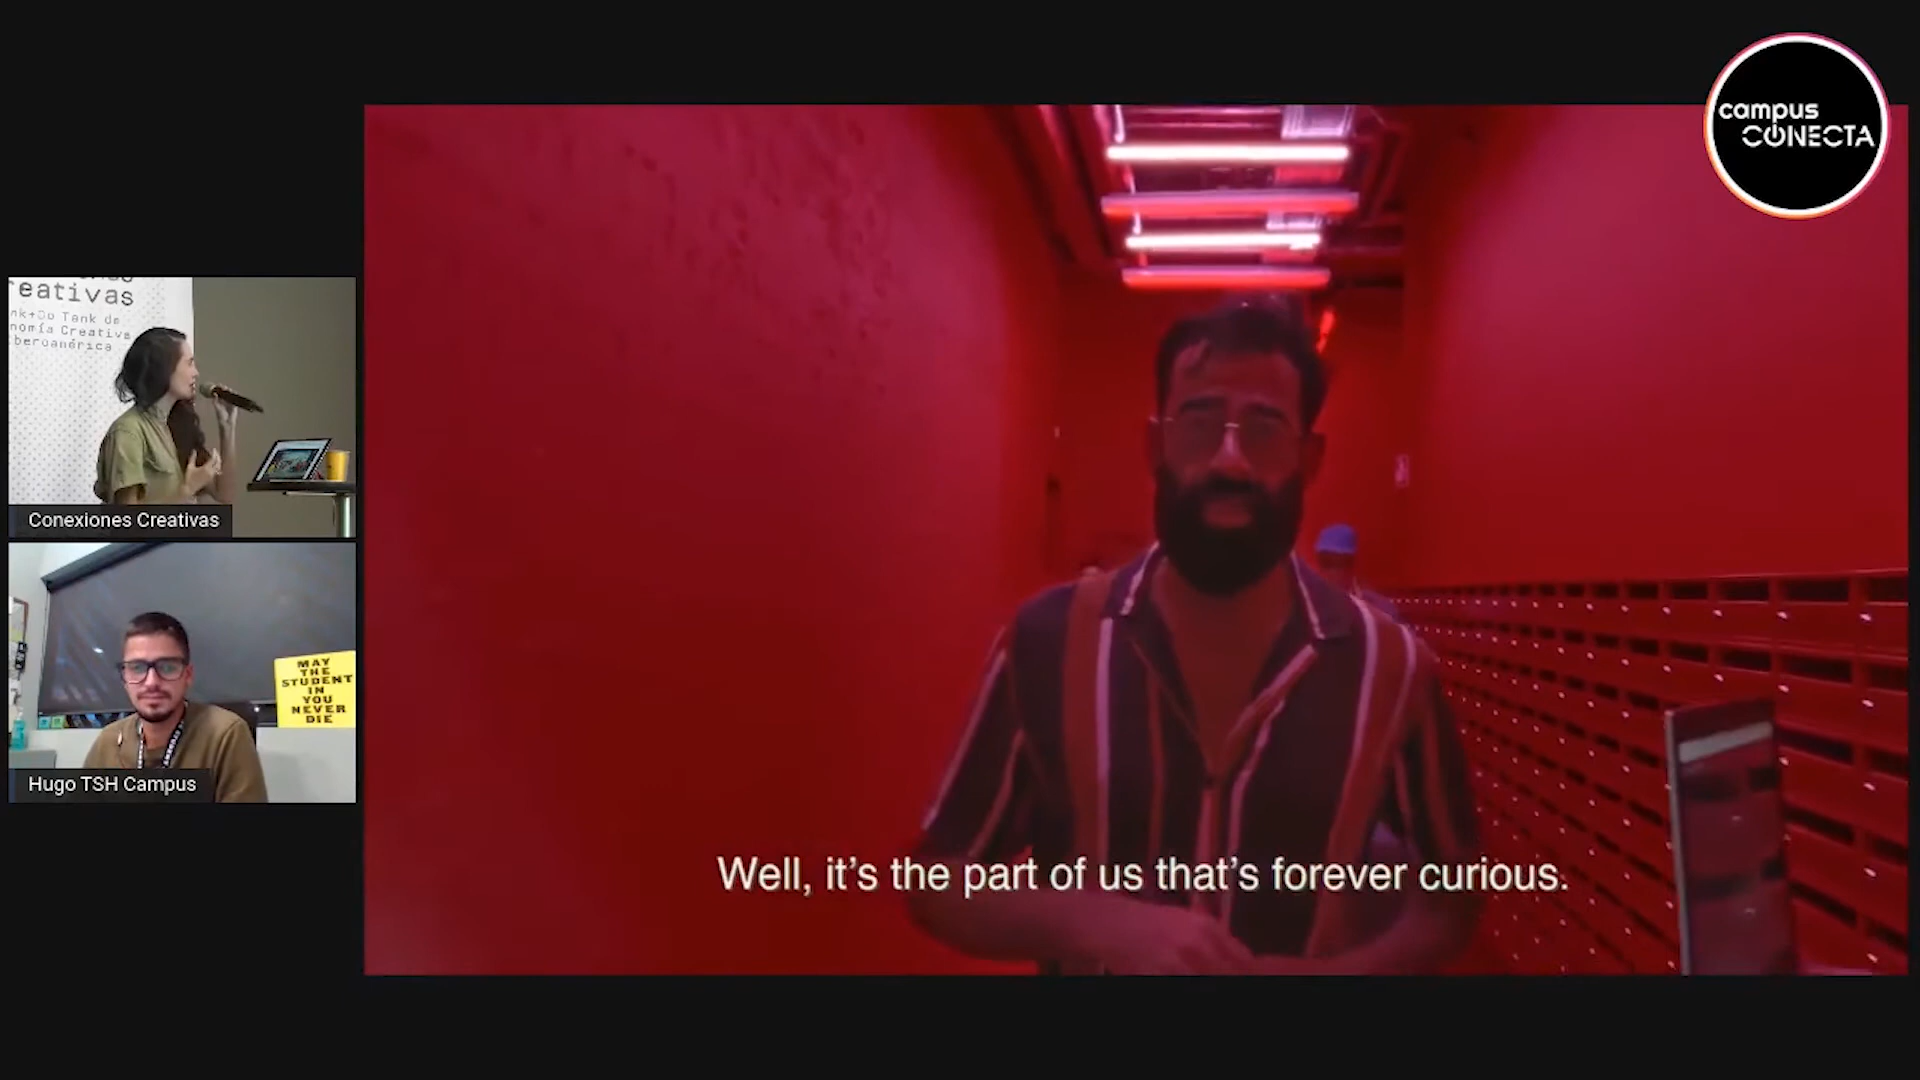 campus
CONECTA
reativas
Tank de
nomía Creativa
beroamérica
Conexiones Creativas
MAY
THE
STUDENT
IN
YOU
NEVER
DIE
Hugo TSH Campus
Well, it's the part of us that's forever curious.